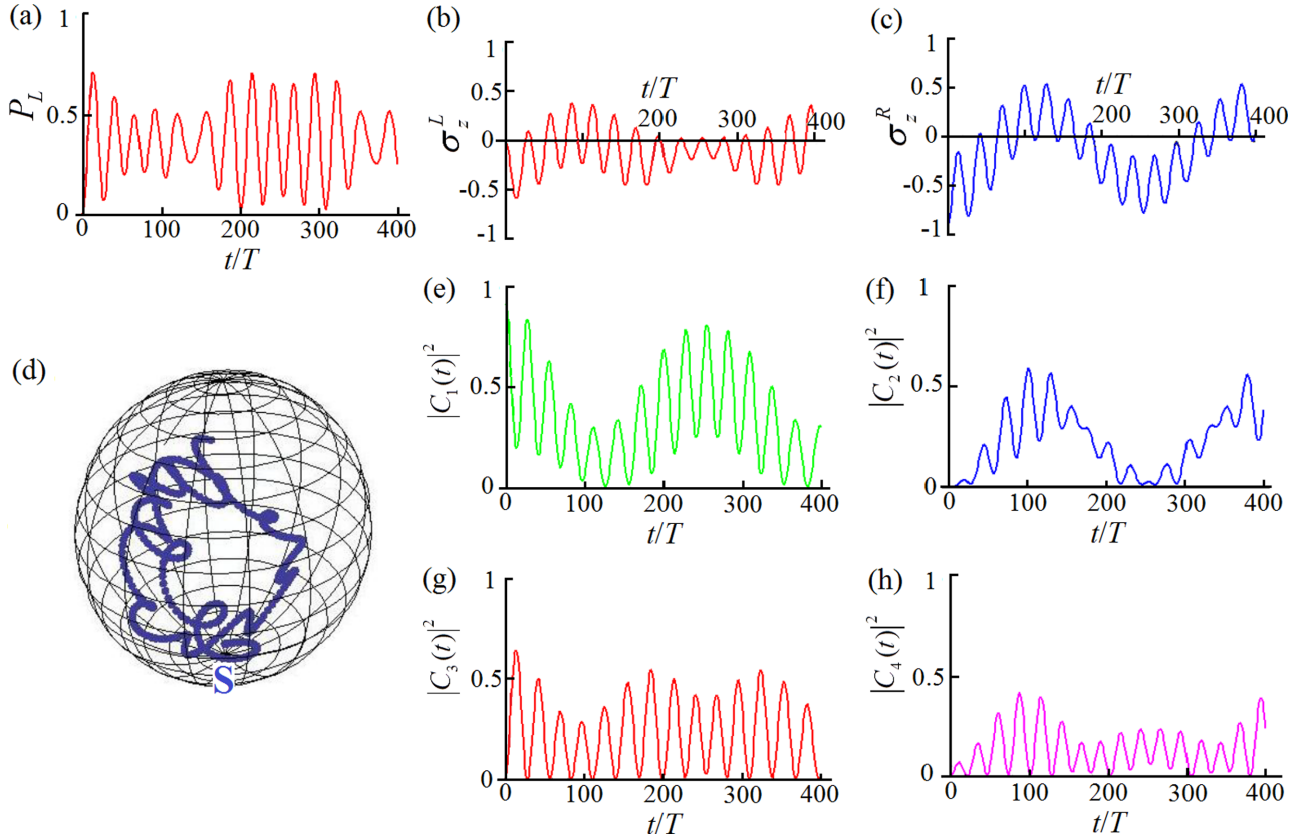 (a)
1
0.5
0
P_L
0 100 200 300 400
t/T
(b)
1
0.5
0
-0.5
-1
σ_z^L
t/T
200 300 400
(c)
1
0.5
0
-0.5
-1
σ_z^R
t/T
200 300 400
(d)
S
(e)
1
0.5
0
|C_1(t)|^2
0 100 200 300 400
t/T
(f)
1
0.5
0
|C_2(t)|^2
0 100 200 300 400
t/T
(g)
1
0.5
0
|C_3(t)|^2
0 100 200 300 400
t/T
(h)
1
0.5
0
|C_4(t)|^2
0 100 200 300 400
t/T